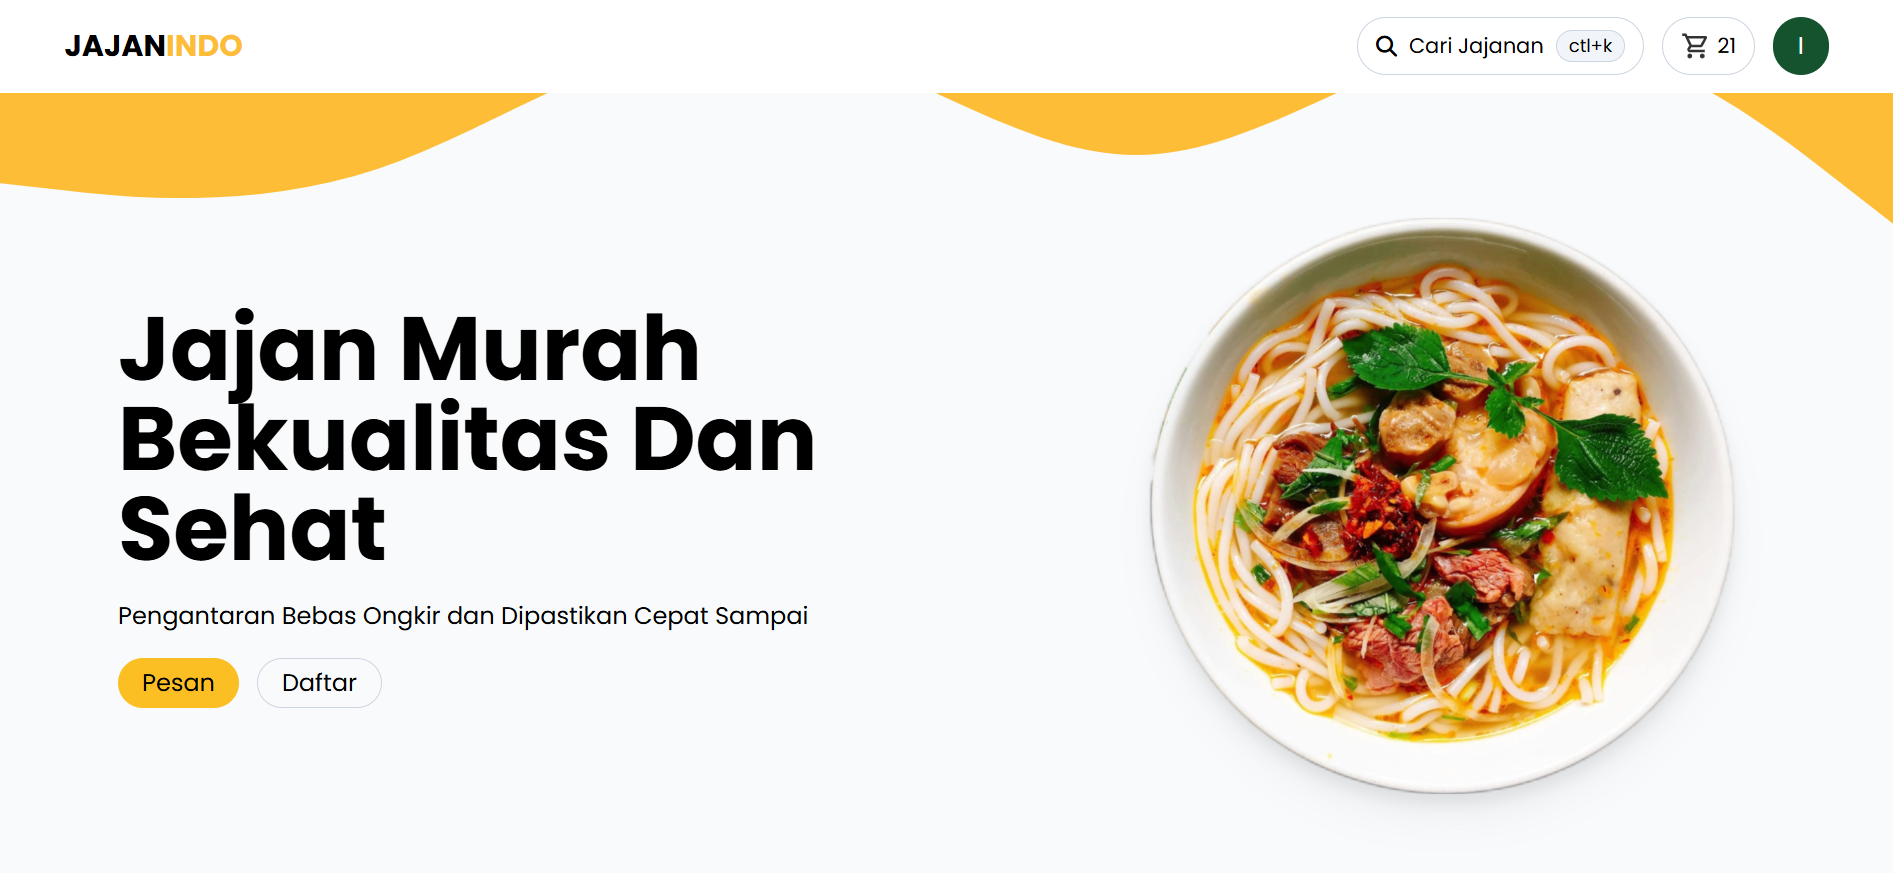 JAJANINDO
Cari Jajanan ctl+k
21
I
Jajan Murah
Bekualitas Dan
Sehat
Pengantaran Bebas Ongkir dan Dipastikan Cepat Sampai
Pesan
Daftar